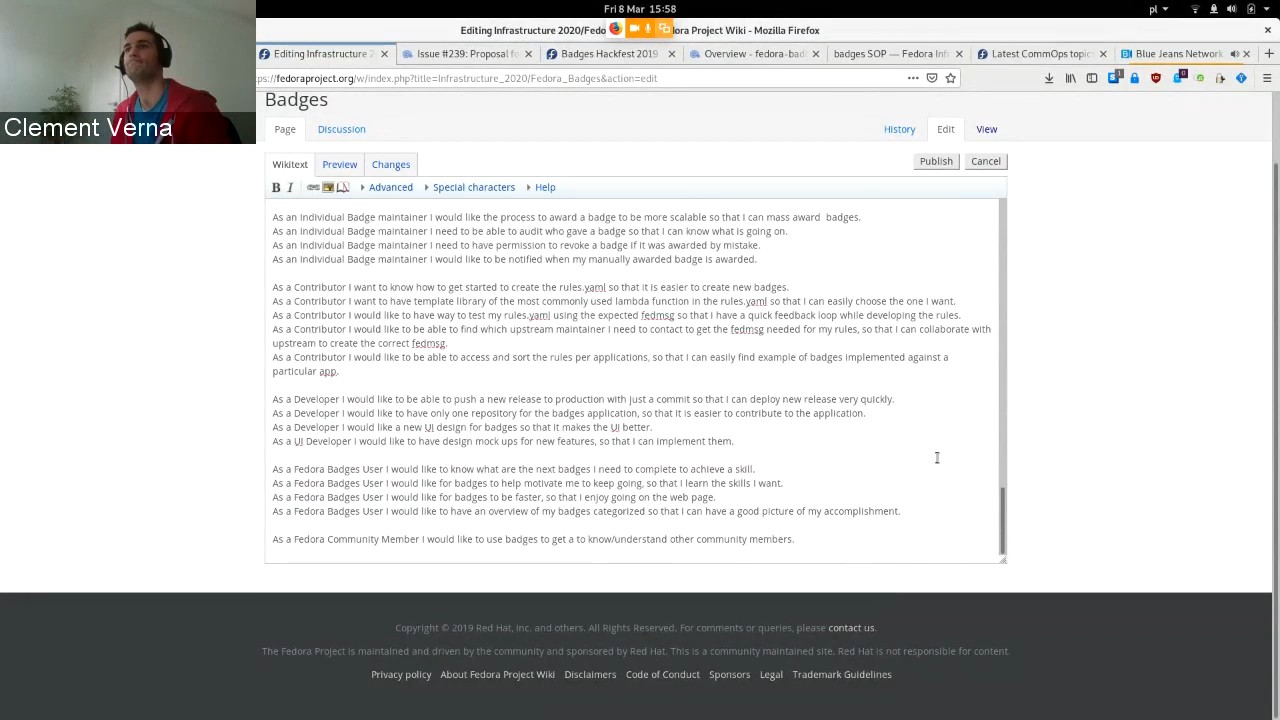 Fri 8 Mar 15:58
pl
Editing Infrastructure 2020/Fedo ora Project Wiki - Mozilla Firefox
Editing Infrastructure 2
Issue #239: Proposal fo
Badges Hackfest 2019
Overview - fedora-bad
badges SOP — Fedora In
Latest CommOps topic
Blue Jeans Network
ps://fedoraproject.org/w/index.php?title=Infrastructure_2020/Fedora_Badges&action=edit
Clement Verna
Badges
Page
Discussion
History
Edit
View
Wikitext
Preview
Changes
Publish
Cancel
B I
Advanced
Special characters
Help
As an Individual Badge maintainer I would like the process to award a badge to be more scalable so that I can mass award  badges.
As an Individual Badge maintainer I need to be able to audit who gave a badge so that I can know what is going on.
As an Individual Badge maintainer I need to have permission to revoke a badge if it was awarded by mistake.
As an Individual Badge maintainer I would like to be notified when my manually awarded badge is awarded.
As a Contributor I want to know how to get started to create the rules.yaml so that it is easier to create new badges.
As a Contributor I want to have template library of the most commonly used lambda function in the rules.yaml so that I can easily choose the one I want.
As a Contributor I would like to have way to test my rules.yaml using the expected fedmsg so that I have a quick feedback loop while developing the rules.
As a Contributor I would like to be able to find which upstream maintainer I need to contact to get the fedmsg needed for my rules, so that I can collaborate with
upstream to create the correct fedmsg.
As a Contributor I would like to be able to access and sort the rules per applications, so that I can easily find example of badges implemented against a
particular app.
As a Developer I would like to be able to push a new release to production with just a commit so that I can deploy new release very quickly.
As a Developer I would like to have only one repository for the badges application, so that it is easier to contribute to the application.
As a Developer I would like a new UI design for badges so that it makes the UI better.
As a UI Developer I would like to have design mock ups for new features, so that I can implement them.
As a Fedora Badges User I would like to know what are the next badges I need to complete to achieve a skill.
As a Fedora Badges User I would like for badges to help motivate me to keep going, so that I learn the skills I want.
As a Fedora Badges User I would like for badges to be faster, so that I enjoy going on the web page.
As a Fedora Badges User I would like to have an overview of my badges categorized so that I can have a good picture of my accomplishment.
As a Fedora Community Member I would like to use badges to get a to know/understand other community members.
Copyright © 2019 Red Hat, Inc. and others. All Rights Reserved. For comments or queries, please contact us.
The Fedora Project is maintained and driven by the community and sponsored by Red Hat. This is a community maintained site. Red Hat is not responsible for content.
Privacy policy
About Fedora Project Wiki
Disclaimers
Code of Conduct
Sponsors
Legal
Trademark Guidelines